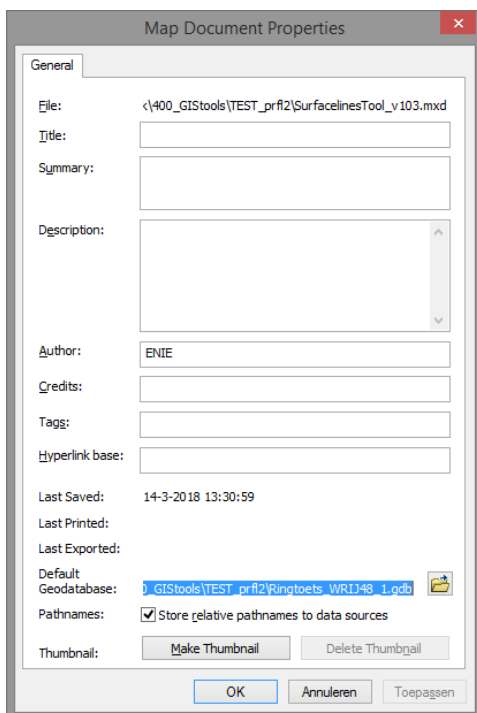 Map Document Properties
General
File: <\400_GIStools\TEST_prfl2\SurfacelinesTool_v103.mxd
Title:
Summary:
Description:
Author: ENIE
Credits:
Tags:
Hyperlink base:
Last Saved: 14-3-2018 13:30:59
Last Printed:
Last Exported:
Default
Geodatabase: 0_GIStools\TEST_prfl2\Ringtoets_WRIJ48_1.gdb
Pathnames: Store relative pathnames to data sources
Thumbnail: Make Thumbnail Delete Thumbnail
OK Annuleren Toepassen